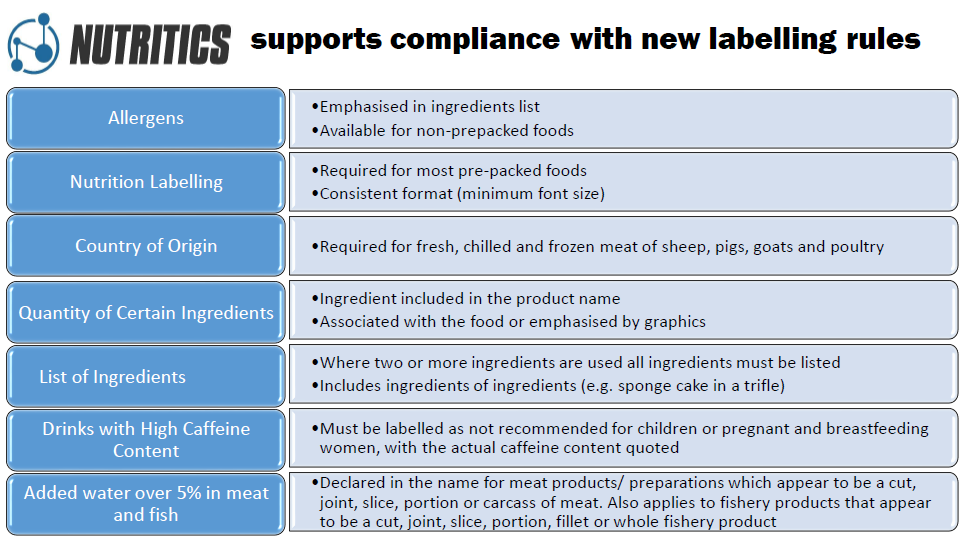 NUTRITICS supports compliance with new labelling rules
Allergens
•Emphasised in ingredients list
•Available for non-prepacked foods
Nutrition Labelling
•Required for most pre-packed foods
•Consistent format (minimum font size)
Country of Origin
•Required for fresh, chilled and frozen meat of sheep, pigs, goats and poultry
Quantity of Certain Ingredients
•Ingredient included in the product name
•Associated with the food or emphasised by graphics
List of Ingredients
•Where two or more ingredients are used all ingredients must be listed
•Includes ingredients of ingredients (e.g. sponge cake in a trifle)
Drinks with High Caffeine
Content
•Must be labelled as not recommended for children or pregnant and breastfeeding
women, with the actual caffeine content quoted
Added water over 5% in meat
and fish
•Declared in the name for meat products/ preparations which appear to be a cut,
joint, slice, portion or carcass of meat. Also applies to fishery products that appear
to be a cut, joint, slice, portion, fillet or whole fishery product